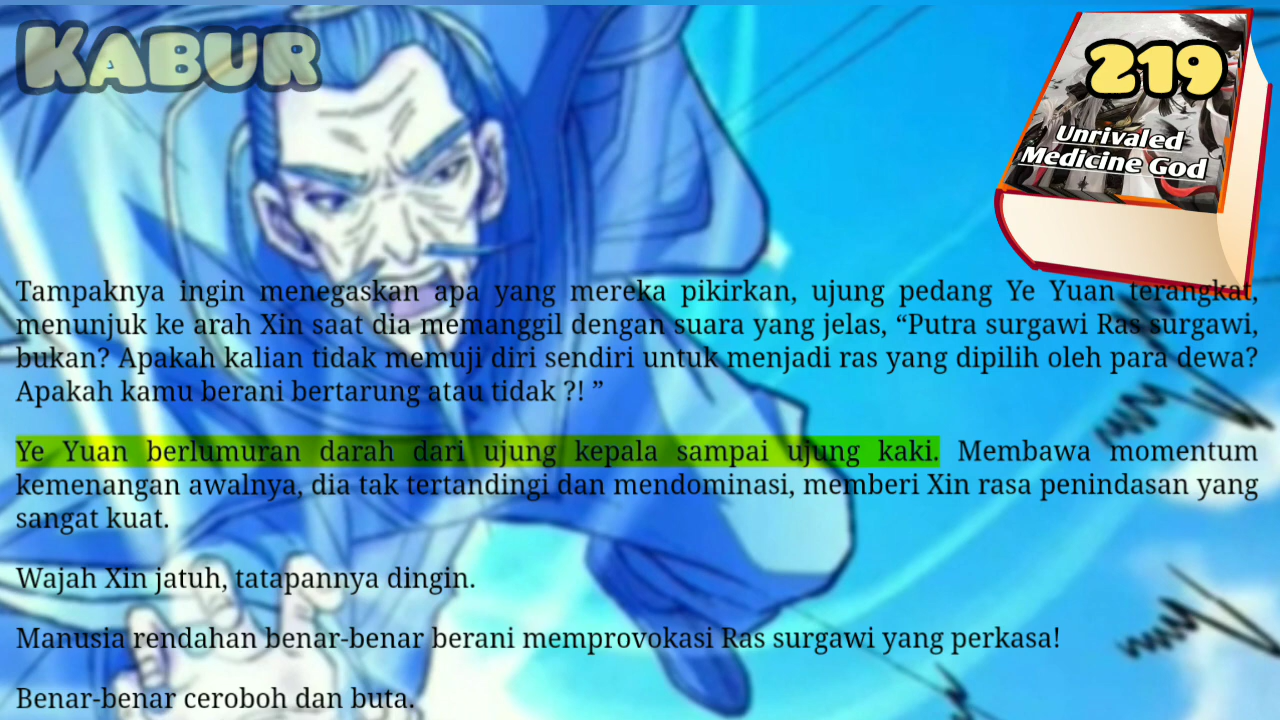 KABUR
219
Unrivaled
Medicine God
Tampaknya ingin menegaskan apa yang mereka pikirkan, ujung pedang Ye Yuan terangkat,
menunjuk ke arah Xin saat dia memanggil dengan suara yang jelas, “Putra surgawi Ras surgawi,
bukan? Apakah kalian tidak memuji diri sendiri untuk menjadi ras yang dipilih oleh para dewa?
Apakah kamu berani bertarung atau tidak ?! ”
Ye Yuan berlumuran darah dari ujung kepala sampai ujung kaki. Membawa momentum
kemenangan awalnya, dia tak tertandingi dan mendominasi, memberi Xin rasa penindasan yang
sangat kuat.
Wajah Xin jatuh, tatapannya dingin.
Manusia rendahan benar-benar berani memprovokasi Ras surgawi yang perkasa!
Benar-benar ceroboh dan buta.